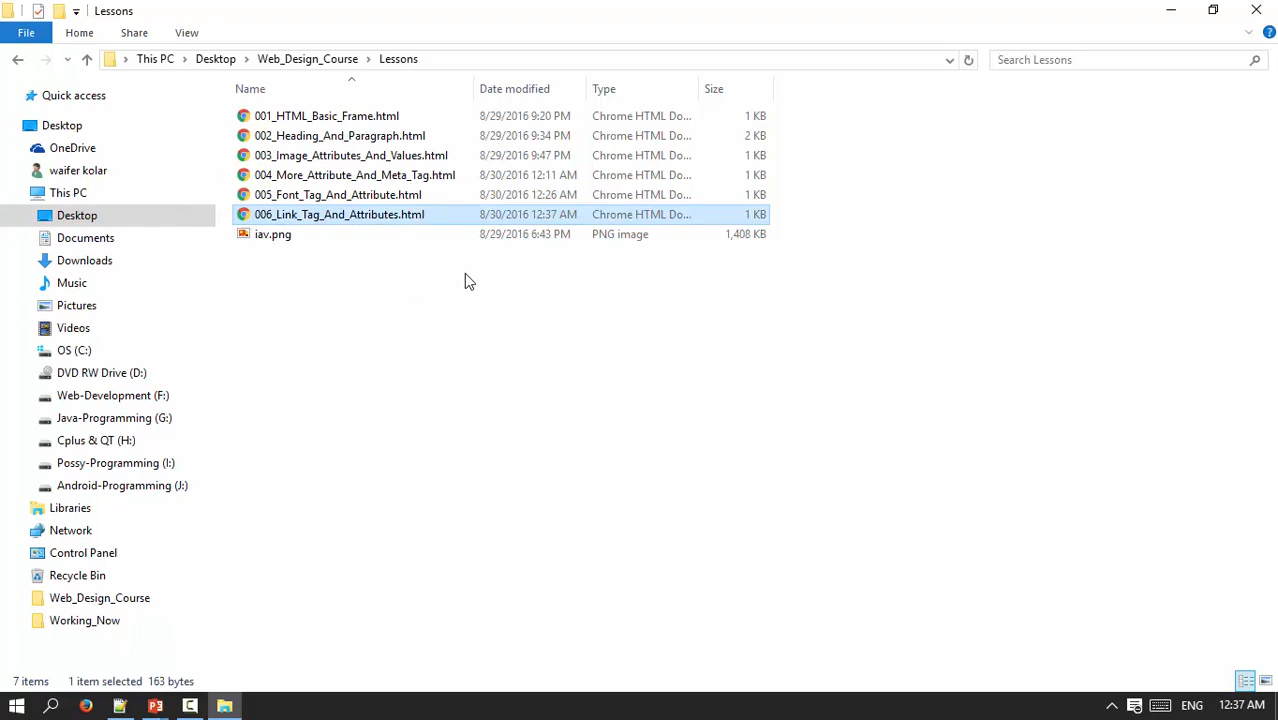 Lessons
File Home Share View
This PC Desktop Web_Design_Course Lessons Search Lessons
Name Date modified Type Size
Quick access
Desktop
OneDrive
waifer kolar
This PC
Desktop
Documents
Downloads
Music
Pictures
Videos
OS (C:)
DVD RW Drive (D:)
Web-Development (F:)
Java-Programming (G:)
Cplus & QT (H:)
Possy-Programming (I:)
Android-Programming (J:)
Libraries
Network
Control Panel
Recycle Bin
Web_Design_Course
Working_Now
001_HTML_Basic_Frame.html 8/29/2016 9:20 PM Chrome HTML Do... 1 KB
002_Heading_And_Paragraph.html 8/29/2016 9:34 PM Chrome HTML Do... 2 KB
003_Image_Attributes_And_Values.html 8/29/2016 9:47 PM Chrome HTML Do... 1 KB
004_More_Attribute_And_Meta_Tag.html 8/30/2016 12:11 AM Chrome HTML Do... 1 KB
005_Font_Tag_And_Attribute.html 8/30/2016 12:26 AM Chrome HTML Do... 1 KB
006_Link_Tag_And_Attributes.html 8/30/2016 12:37 AM Chrome HTML Do... 1 KB
iav.png 8/29/2016 6:43 PM PNG image 1,408 KB
7 items 1 item selected 163 bytes
ENG 12:37 AM